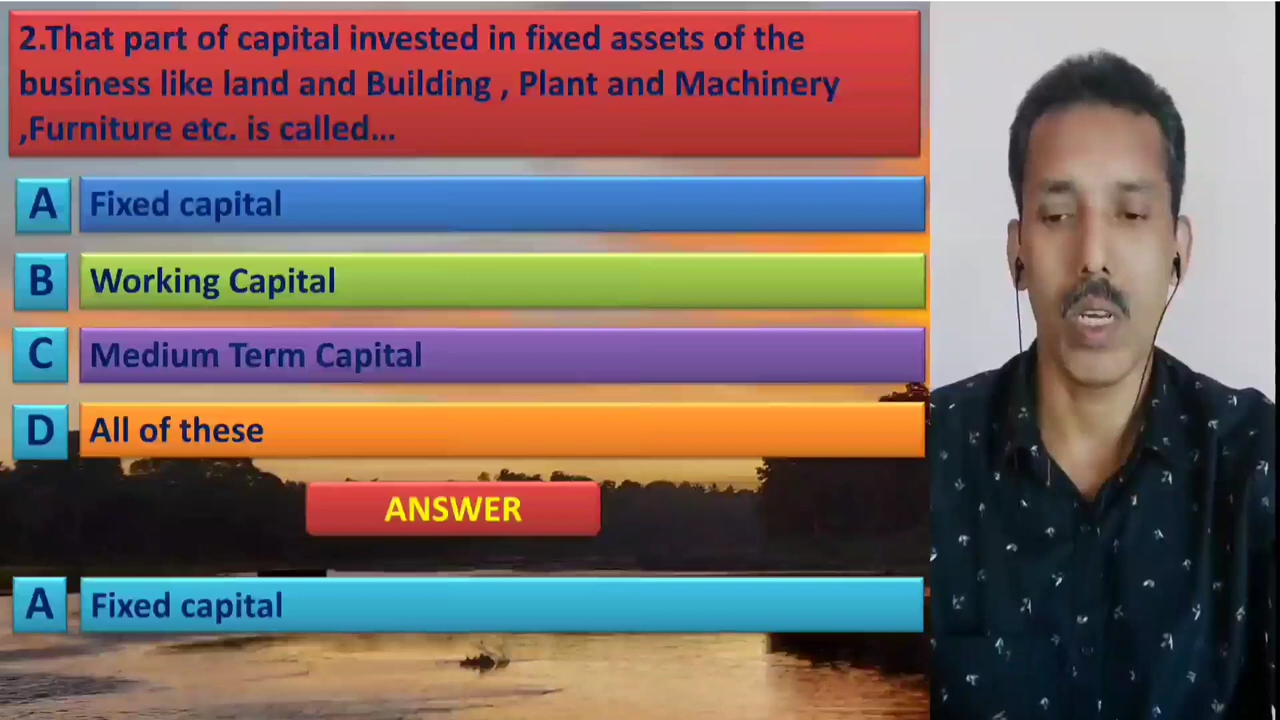 2.That part of capital invested in fixed assets of the
business like land and Building , Plant and Machinery
,Furniture etc. is called...
A Fixed capital
B Working Capital
C Medium Term Capital
D All of these
ANSWER
A Fixed capital